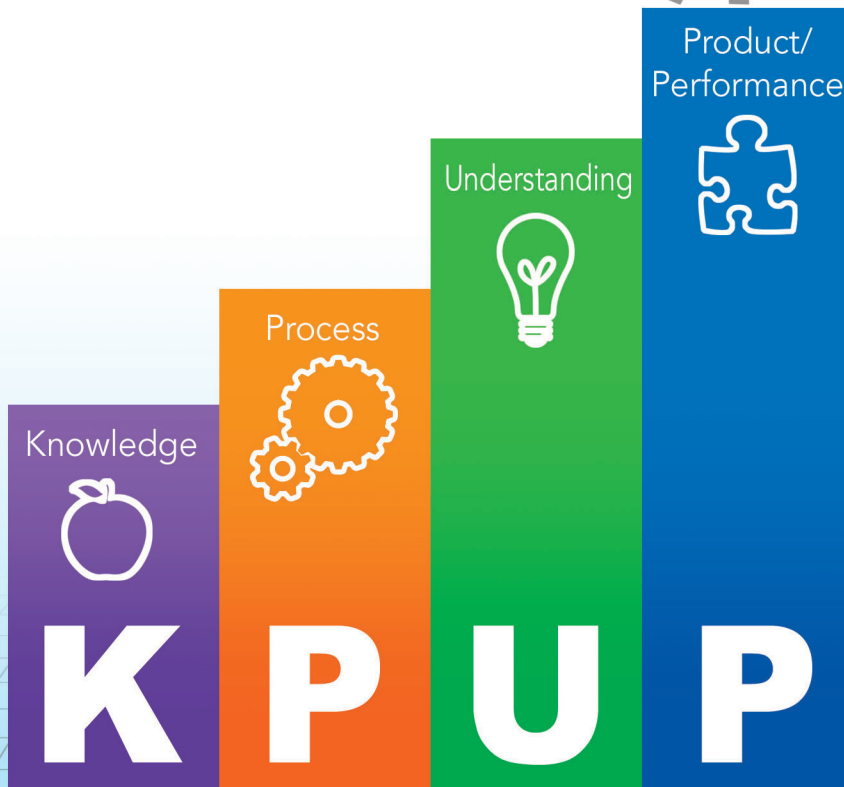 Product/
Performance
Understanding
Process
Knowledge
K P U P